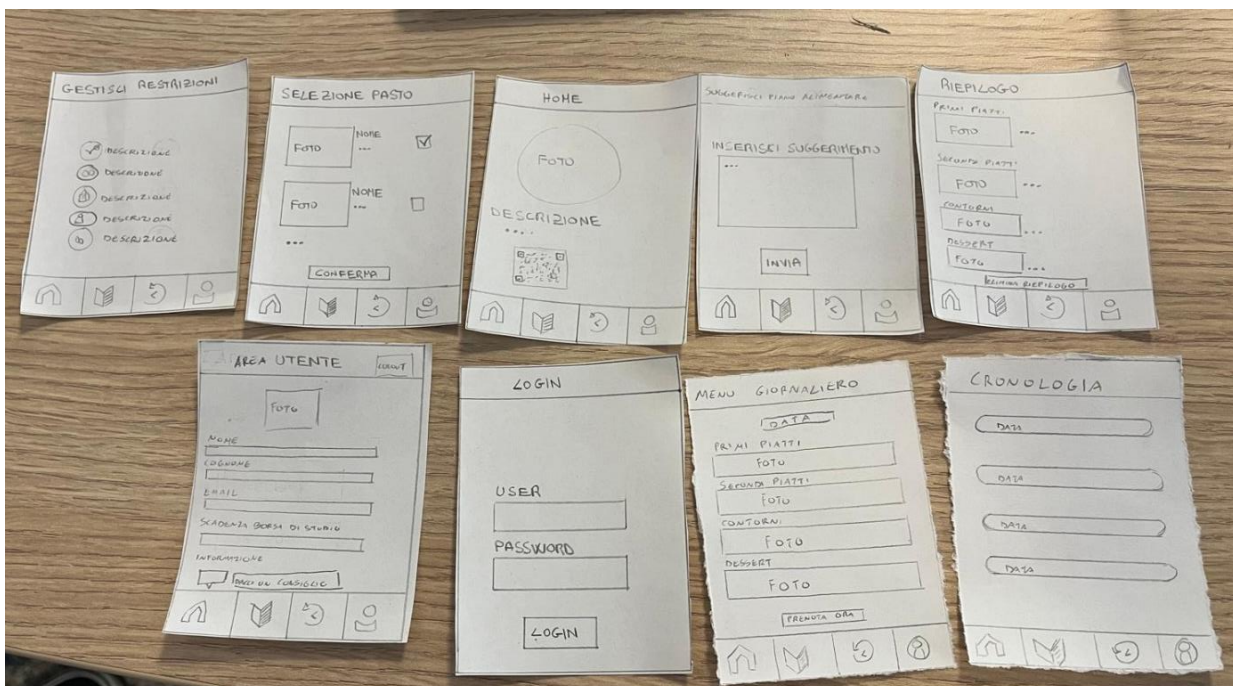 GESTISCI RESTRIZIONI
DESCRIZIONE
DESCRIZIONE
DESCRIZIONE
DESCRIZIONE
DESCRIZIONE
SELEZIONE PASTO
FOTO
NOME
...
FOTO
NOME
...
...
CONFERMA
HOME
FOTO
DESCRIZIONE
....
SUGGERISCI PIANO ALIMENTARE
INSERISCI SUGGERIMENTO
...
INVIA
RIEPILOGO
PRIMI PIATTI
FOTO ...
SECONDI PIATTI
FOTO ...
CONTORNI
FOTO ...
DESSERT
FOTO ...
RIEPILOGO
AREA UTENTE
LOGOUT
FOTO
NOME
COGNOME
EMAIL
SCADENZA BORSA DI STUDIO
INFORMAZIONE
DACCI UN CONSIGLIO
LOGIN
USER
PASSWORD
LOGIN
MENU GIORNALIERO
DATA
PRIMI PIATTI
FOTO
SECONDI PIATTI
FOTO
CONTORNI
FOTO
DESSERT
FOTO
PRENOTA ORA
CRONOLOGIA
DATA
DATA
DATA
DATA